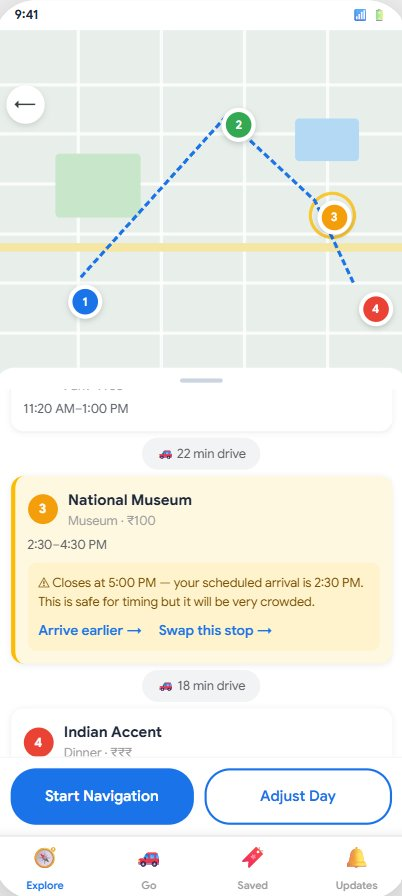 9:41
2
3
1
4
11:20 AM–1:00 PM
22 min drive
3
National Museum
Museum · ₹100
2:30–4:30 PM
⚠ Closes at 5:00 PM — your scheduled arrival is 2:30 PM.
This is safe for timing but it will be very crowded.
Arrive earlier → Swap this stop →
18 min drive
4
Indian Accent
Dinner · ₹₹₹
Start Navigation
Adjust Day
Explore
Go
Saved
Updates